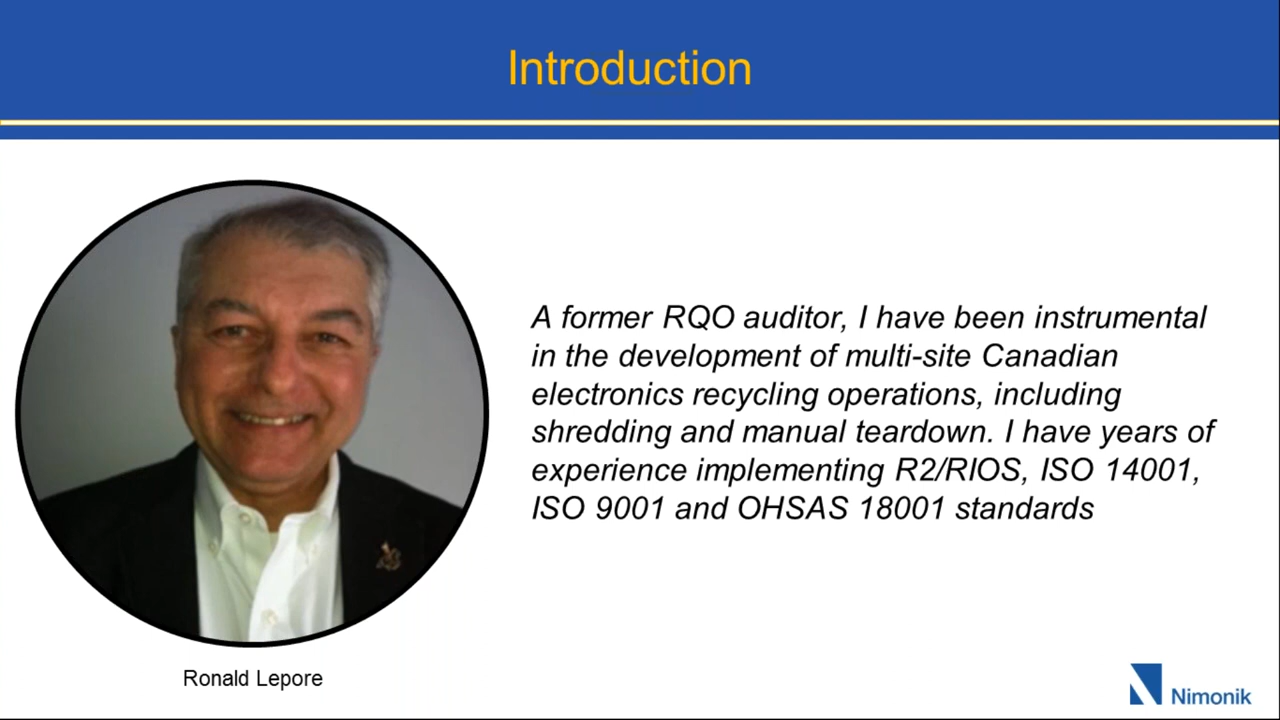 Introduction
A former RQO auditor, I have been instrumental
in the development of multi-site Canadian
electronics recycling operations, including
shredding and manual teardown. I have years of
experience implementing R2/RIOS, ISO 14001,
ISO 9001 and OHSAS 18001 standards
Ronald Lepore
Nimonik